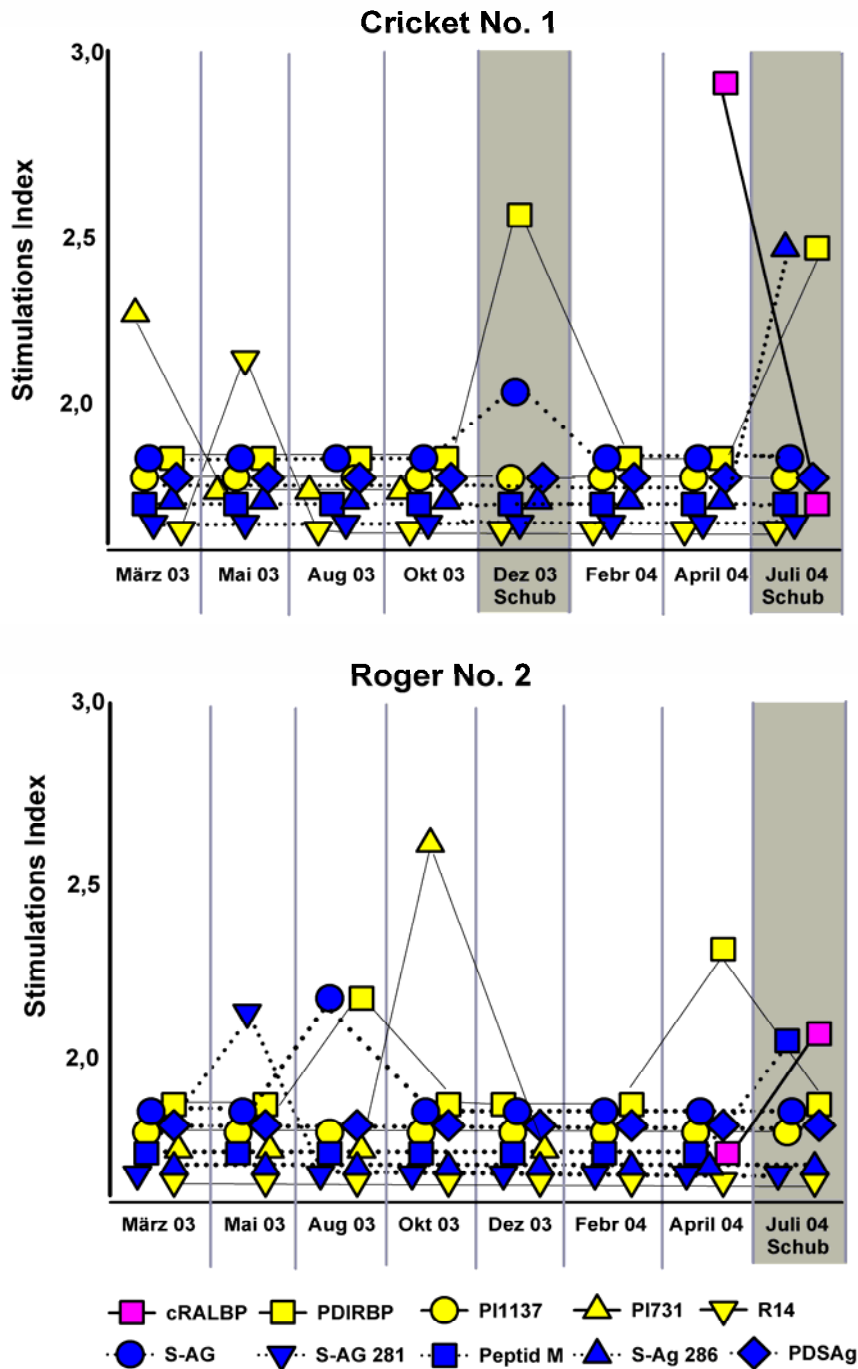 Cricket No. 1
Stimulations Index
3,0
2,5
2,0
März 03 Mai 03 Aug 03 Okt 03 Dez 03 Febr 04 April 04 Juli 04
Schub Schub
Roger No. 2
Stimulations Index
3,0
2,5
2,0
März 03 Mai 03 Aug 03 Okt 03 Dez 03 Febr 04 April 04 Juli 04
Schub
cRALBP PDIRBP PI1137 PI731 R14
S-AG S-AG 281 Peptid M S-Ag 286 PDSAg